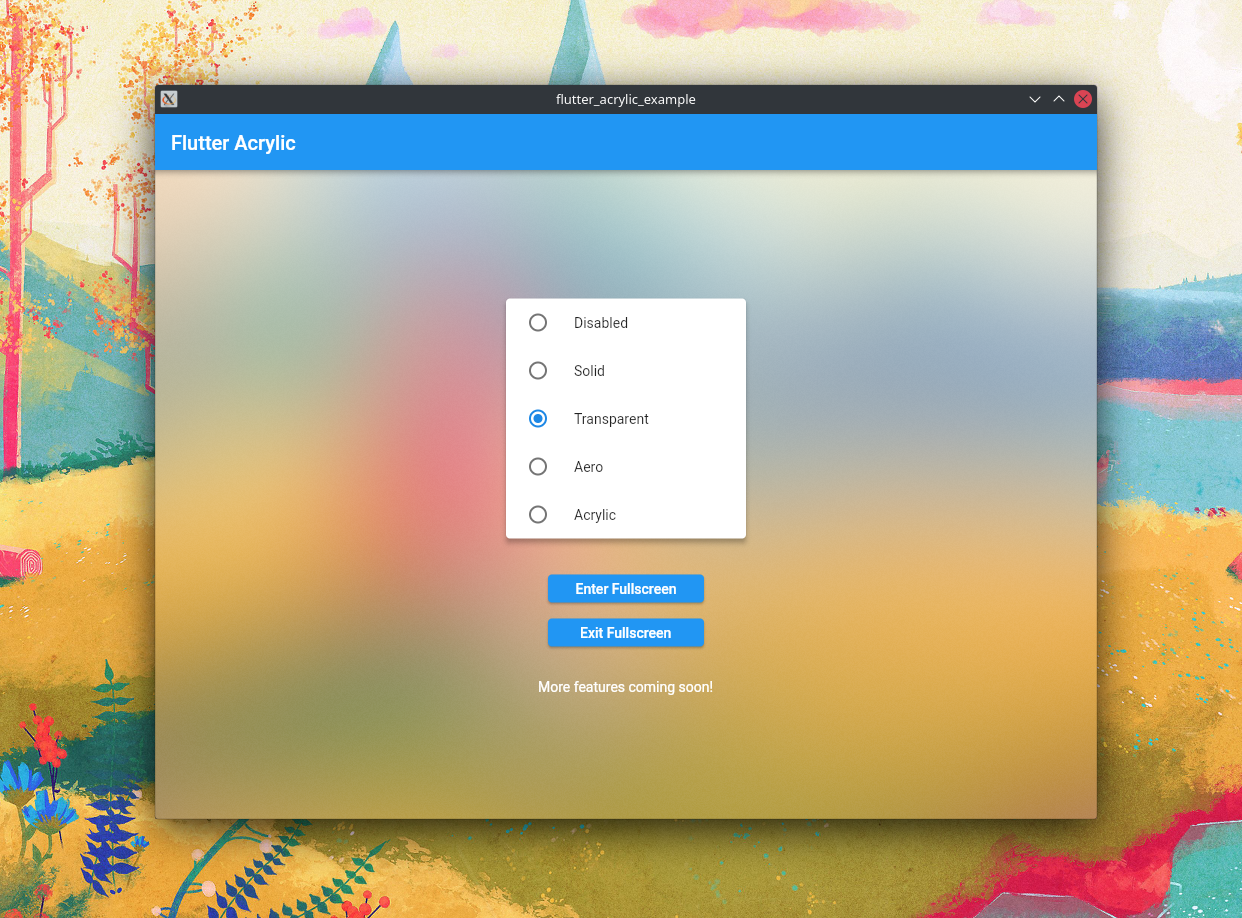 flutter_acrylic_example
Flutter Acrylic
Disabled
Solid
Transparent
Aero
Acrylic
Enter Fullscreen
Exit Fullscreen
More features coming soon!